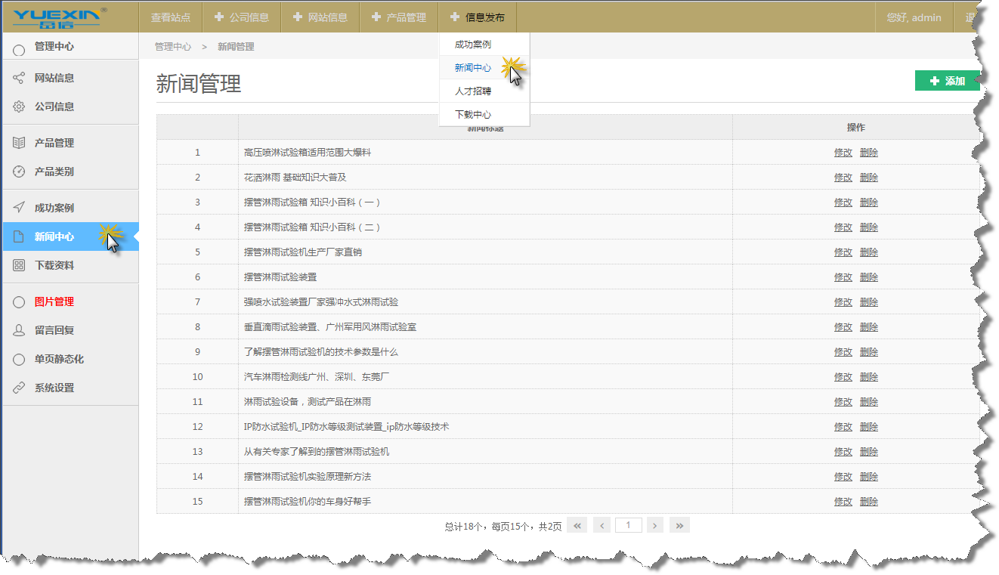 YUEXIN®
岳信
查看站点 公司信息 网站信息 产品管理 信息发布 您好, admin
管理中心
网站信息
公司信息
产品管理
产品类别
成功案例
新闻中心
下载资料
图片管理
留言回复
单页静态化
系统设置
管理中心 > 新闻管理
成功案例
新闻中心
人才招聘
下载中心
新闻管理
添加
新闻标题 操作
1 高压喷淋试验箱适用范围大爆料 修改 删除
2 花洒淋雨 基础知识大普及 修改 删除
3 摆管淋雨试验箱 知识小百科（一） 修改 删除
4 摆管淋雨试验箱 知识小百科（二） 修改 删除
5 摆管淋雨试验机生产厂家直销 修改 删除
6 摆管淋雨试验装置 修改 删除
7 强喷水试验装置厂家强冲水式淋雨试验 修改 删除
8 垂直滴雨试验装置、广州军用风淋雨试验室 修改 删除
9 了解摆管淋雨试验机的技术参数是什么 修改 删除
10 汽车淋雨检测线广州、深圳、东莞厂 修改 删除
11 淋雨试验设备，测试产品在淋雨 修改 删除
12 IP防水试验机_IP防水等级测试装置_ip防水等级技术 修改 删除
13 从有关专家了解到的摆管淋雨试验机 修改 删除
14 摆管淋雨试验机实验原理新方法 修改 删除
15 摆管淋雨试验机你的车身好帮手 修改 删除
总计18个，每页15个，共2页 « ‹ 1 › »